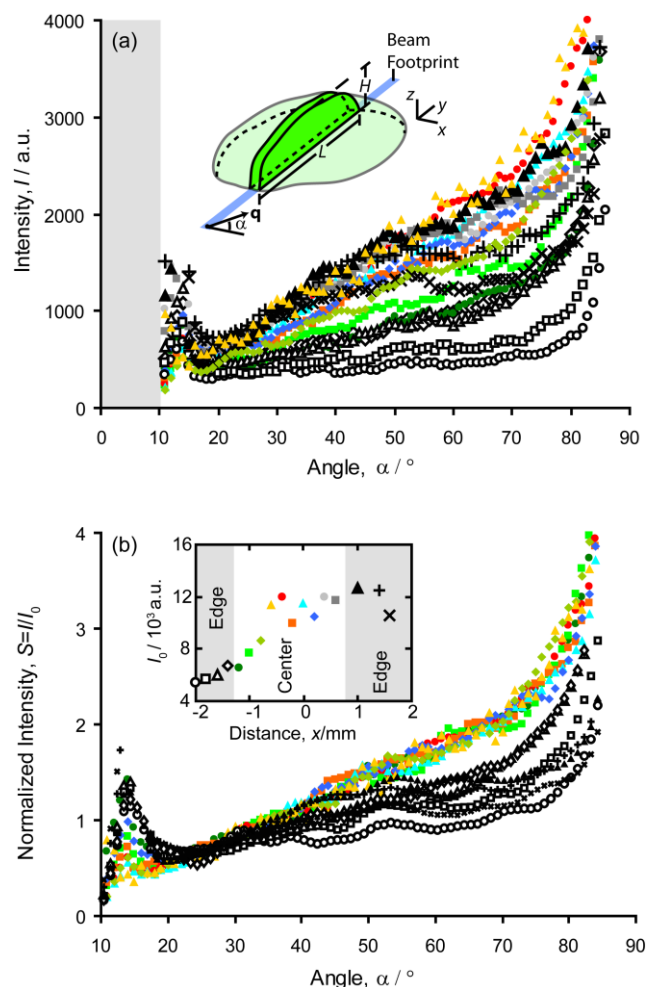 (a)
Beam
Footprint
H
z
y
x
L
q
α
Intensity, I / a.u.
4000
3000
2000
1000
0
0 10 20 30 40 50 60 70 80 90
Angle, α / °
(b)
Normalized Intensity, S=I/I₀
4
3
2
1
0
I₀ / 10³ a.u.
16
12
8
4
Edge
Center
Edge
-2 -1 0 1 2
Distance, x/mm
10 20 30 40 50 60 70 80 90
Angle, α / °